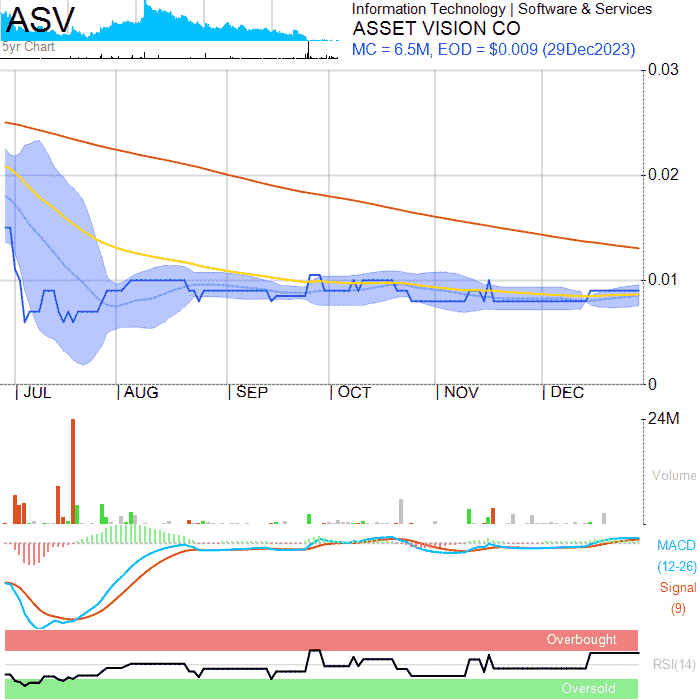 ASV
Information Technology | Software & Services
ASSET VISION CO
5yr Chart
MC = 6.5M, EOD = $0.009 (29Dec2023)
0.03
0.02
0.01
0
JUL AUG SEP OCT NOV DEC
24M
Volume
MACD
(12-26)
Signal
(9)
Overbought
RSI(14)
Oversold